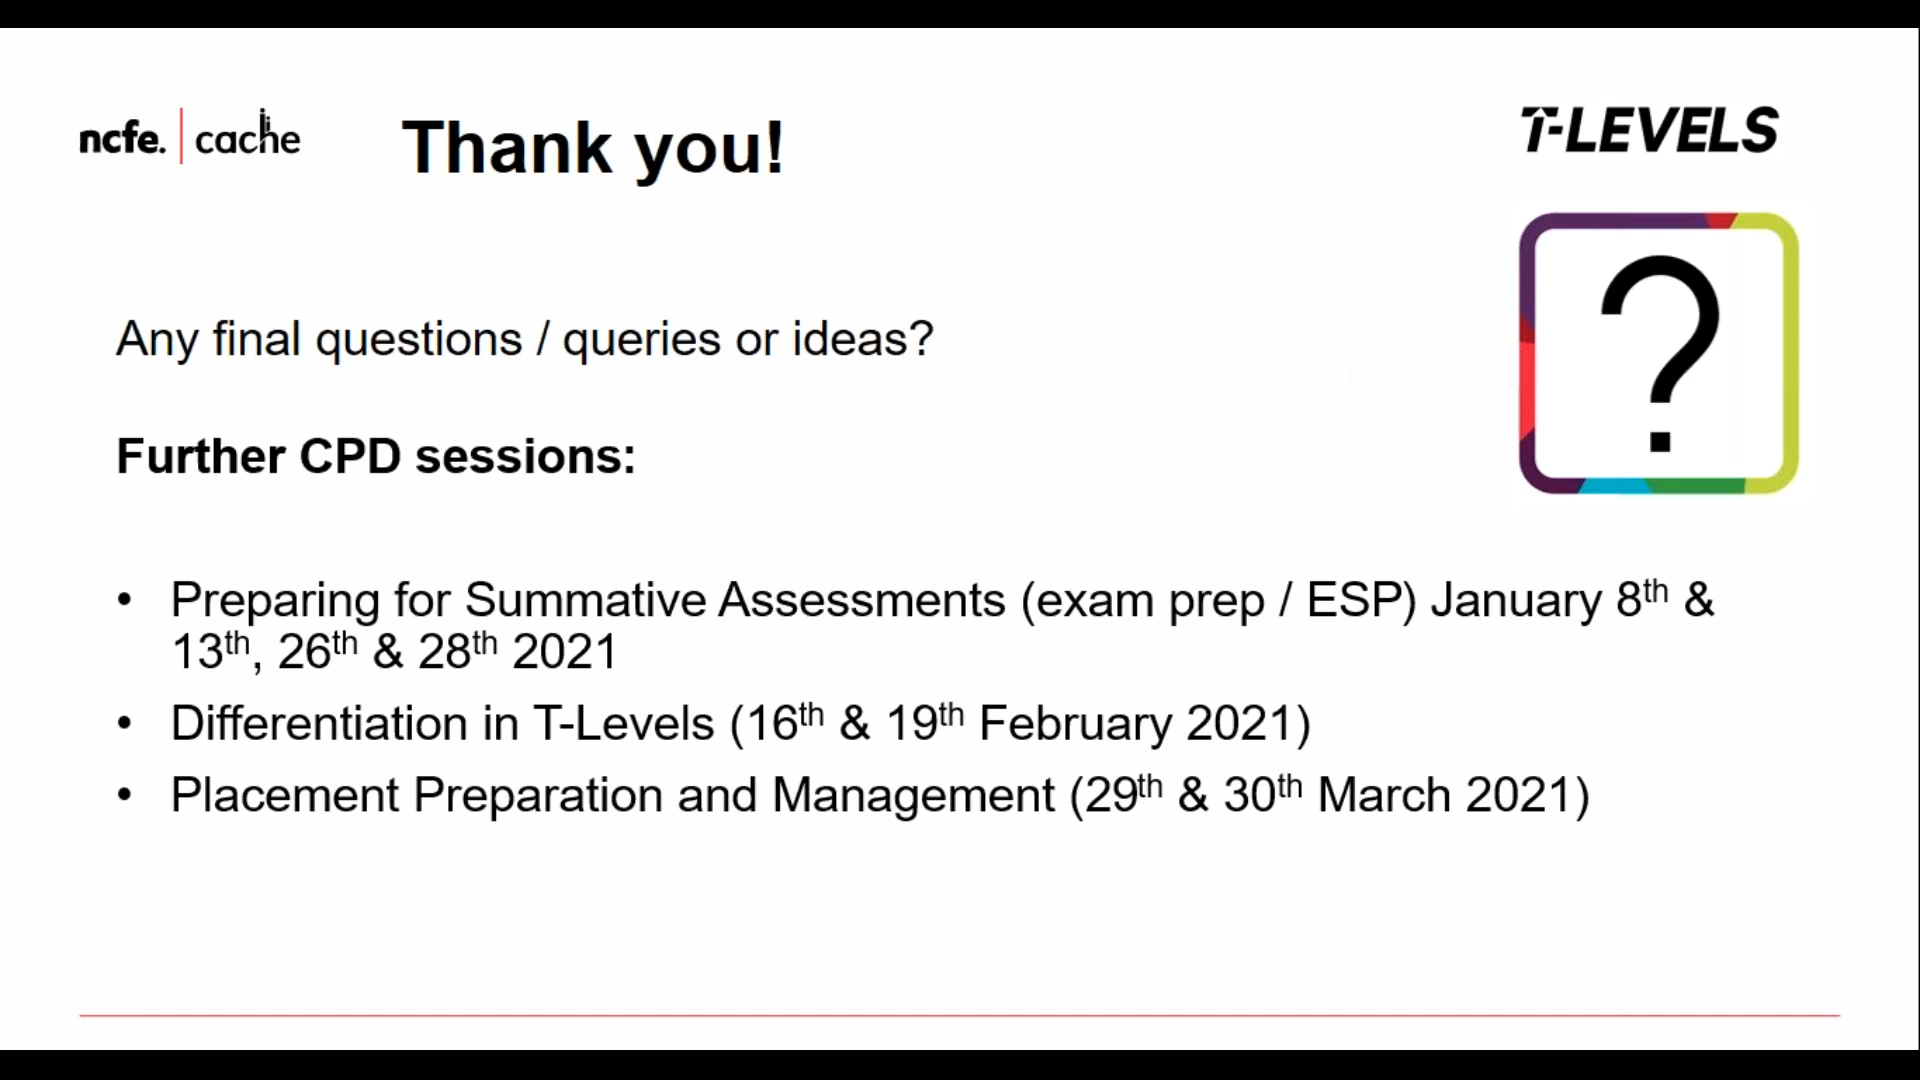 ncfe. cache
Thank you!
T-LEVELS
?
Any final questions / queries or ideas?
Further CPD sessions:
• Preparing for Summative Assessments (exam prep / ESP) January 8th &
13th, 26th & 28th 2021
• Differentiation in T-Levels (16th & 19th February 2021)
• Placement Preparation and Management (29th & 30th March 2021)